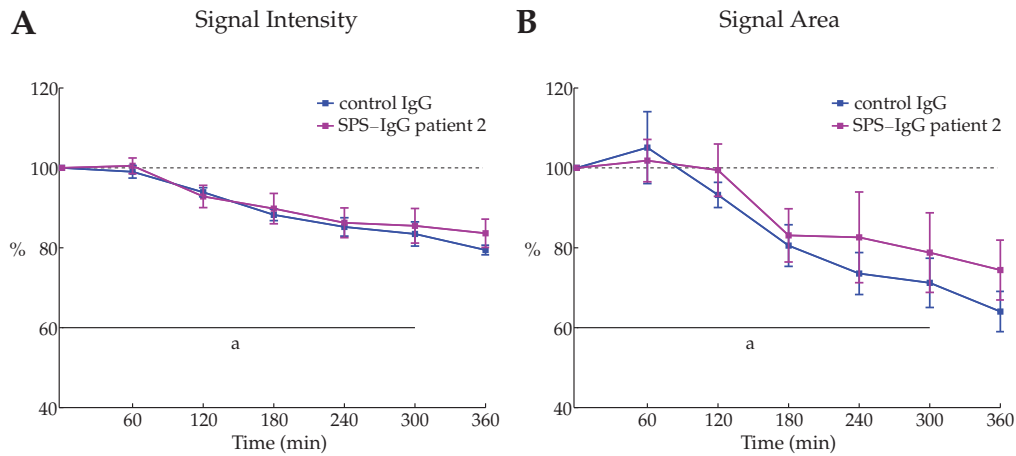 A
Signal Intensity
120
control IgG
SPS–IgG patient 2
100
%
80
60
a
40
60
120
180
240
300
360
Time (min)
B
Signal Area
120
control IgG
SPS–IgG patient 2
100
%
80
60
a
40
60
120
180
240
300
360
Time (min)